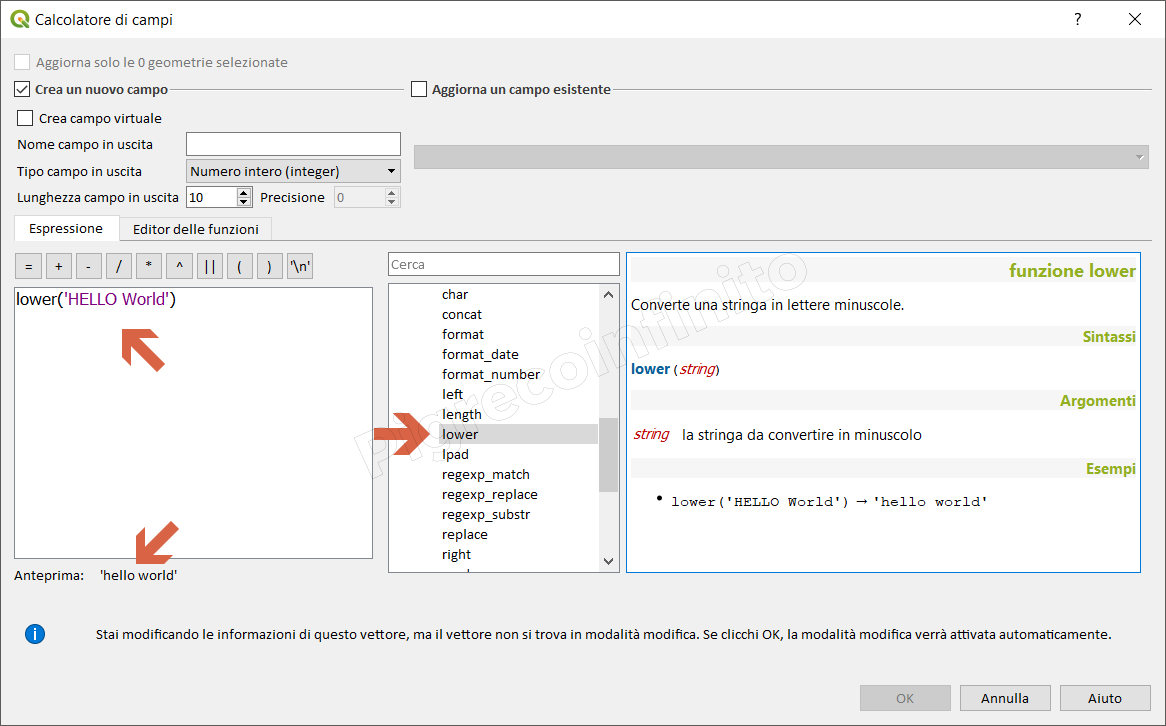 Calcolatore di campi
?
Aggiorna solo le 0 geometrie selezionate
Crea un nuovo campo
Aggiorna un campo esistente
Crea campo virtuale
Nome campo in uscita
Tipo campo in uscita Numero intero (integer)
Lunghezza campo in uscita 10 Precisione 0
Espressione Editor delle funzioni
= + - / * ^ || ( ) '\n'
lower('HELLO World')
Anteprima: 'hello world'
Cerca
char
concat
format
format_date
format_number
left
length
lower
lpad
regexp_match
regexp_replace
regexp_substr
replace
right
funzione lower
Converte una stringa in lettere minuscole.
Sintassi
lower (string)
Argomenti
string la stringa da convertire in minuscolo
Esempi
• lower('HELLO World') → 'hello world'
Pigrecoinfinito
Stai modificando le informazioni di questo vettore, ma il vettore non si trova in modalità modifica. Se clicchi OK, la modalità modifica verrà attivata automaticamente.
OK Annulla Aiuto